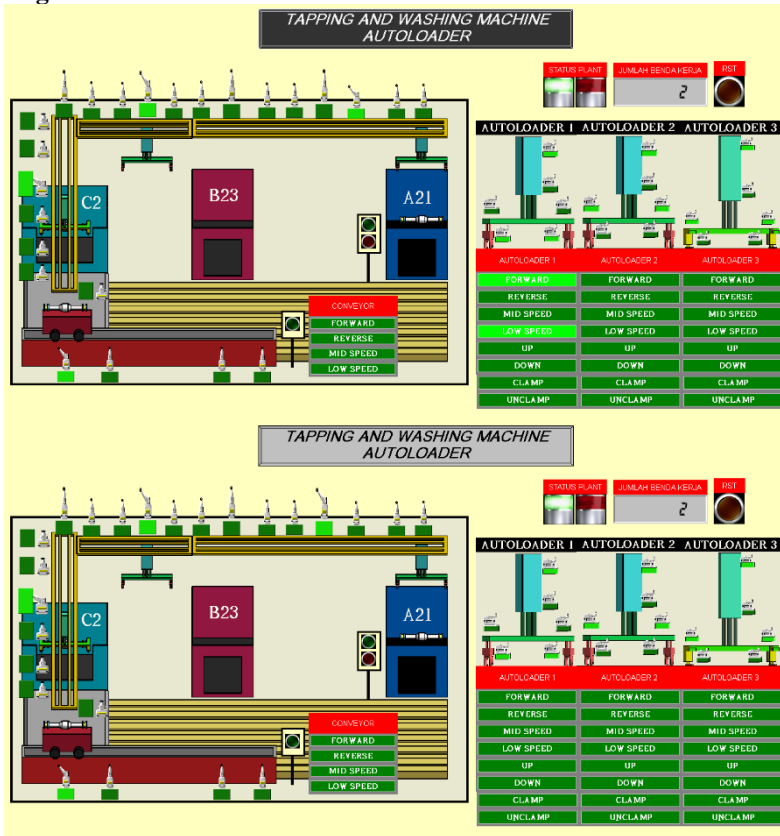 TAPPING AND WASHING MACHINE
AUTOLOADER
STATUS PLANT
JUMLAH BENDA KERJA
RST
2
AUTOLOADER 1
AUTOLOADER 2
AUTOLOADER 3
C2
B23
A21
AUTOLOADER 1
AUTOLOADER 2
AUTOLOADER 3
FORWARD
FORWARD
FORWARD
REVERSE
REVERSE
REVERSE
MID SPEED
MID SPEED
MID SPEED
LOW SPEED
LOW SPEED
LOW SPEED
UP
UP
UP
DOWN
DOWN
DOWN
CLAMP
CLAMP
CLAMP
UNCLAMP
UNCLAMP
UNCLAMP
CONVEYOR
FORWARD
REVERSE
MID SPEED
LOW SPEED
TAPPING AND WASHING MACHINE
AUTOLOADER
STATUS PLANT
JUMLAH BENDA KERJA
RST
2
AUTOLOADER 1
AUTOLOADER 2
AUTOLOADER 3
C2
B23
A21
AUTOLOADER 1
AUTOLOADER 2
AUTOLOADER 3
FORWARD
FORWARD
FORWARD
REVERSE
REVERSE
REVERSE
MID SPEED
MID SPEED
MID SPEED
LOW SPEED
LOW SPEED
LOW SPEED
UP
UP
UP
DOWN
DOWN
DOWN
CLAMP
CLAMP
CLAMP
UNCLAMP
UNCLAMP
UNCLAMP
CONVEYOR
FORWARD
REVERSE
MID SPEED
LOW SPEED